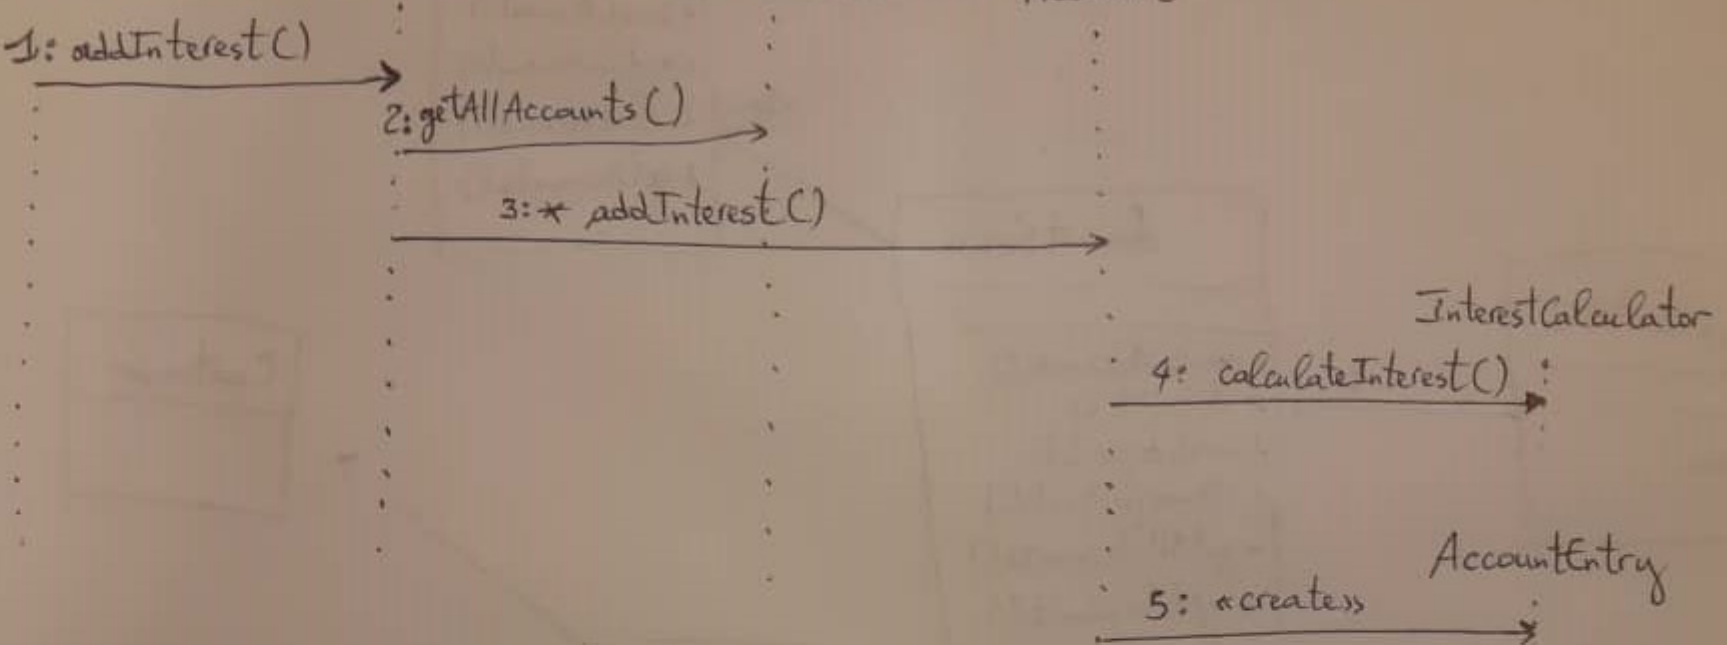 1: addInterest()
2: getAllAccounts()
3: * addInterest()
InterestCalculator
4: calculateInterest()
AccountEntry
5: «create»